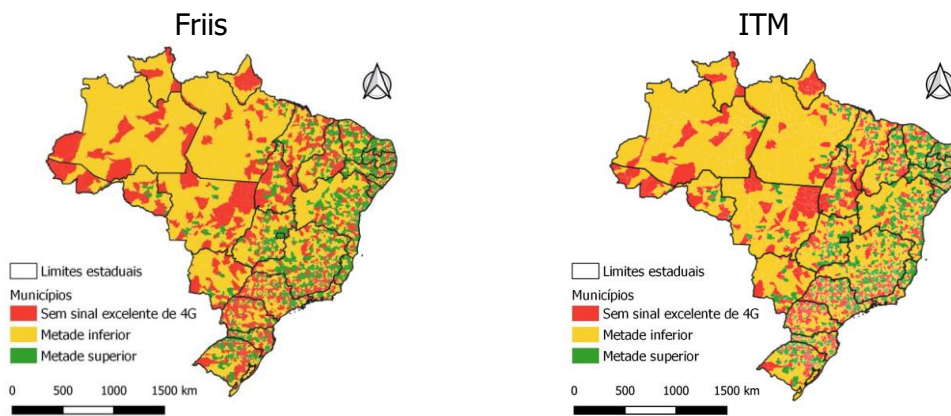 Friis
Limites estaduais
Municípios
Sem sinal excelente de 4G
Metade inferior
Metade superior
0 500 1000 1500 km
ITM
Limites estaduais
Municípios
Sem sinal excelente de 4G
Metade inferior
Metade superior
0 500 1000 1500 km